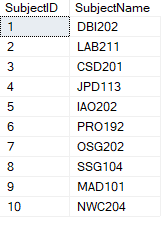 SubjectID SubjectName
1 DBI202
2 LAB211
3 CSD201
4 JPD113
5 IAO202
6 PRO192
7 OSG202
8 SSG104
9 MAD101
10 NWC204